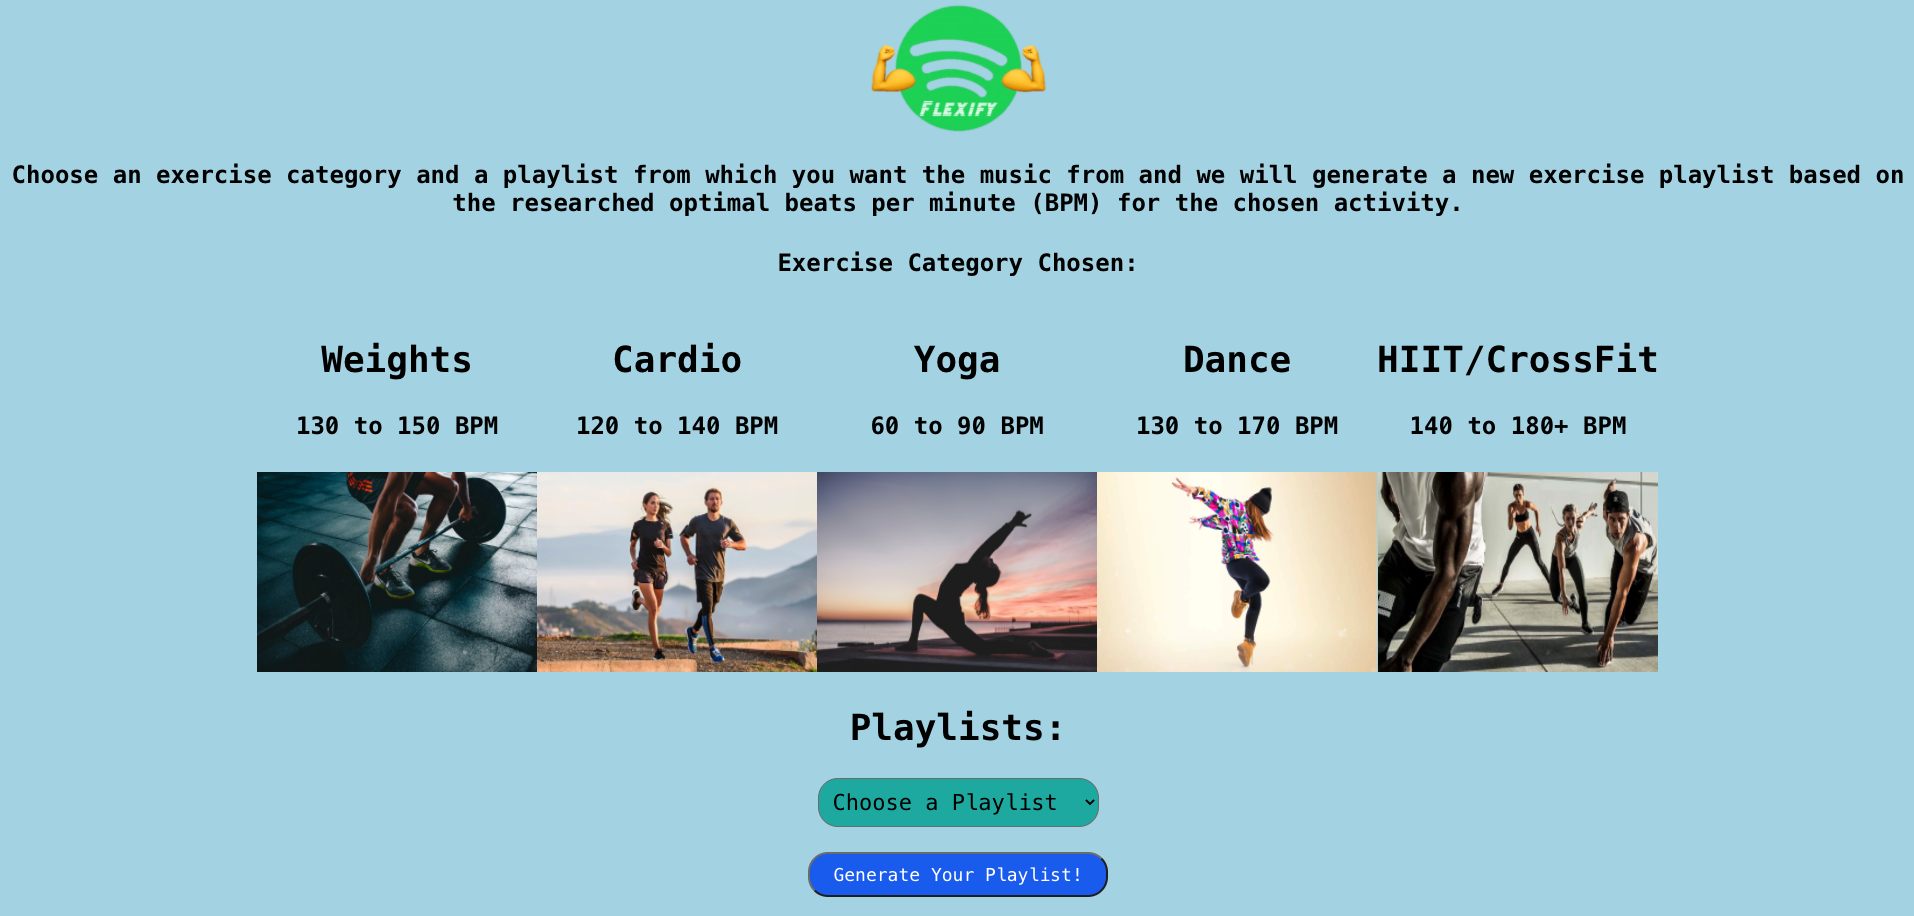 FLEXIFY
Choose an exercise category and a playlist from which you want the music from and we will generate a new exercise playlist based on
the researched optimal beats per minute (BPM) for the chosen activity.
Exercise Category Chosen:
Weights
130 to 150 BPM
Cardio
120 to 140 BPM
Yoga
60 to 90 BPM
Dance
130 to 170 BPM
HIIT/CrossFit
140 to 180+ BPM
Playlists:
Choose a Playlist
Generate Your Playlist!